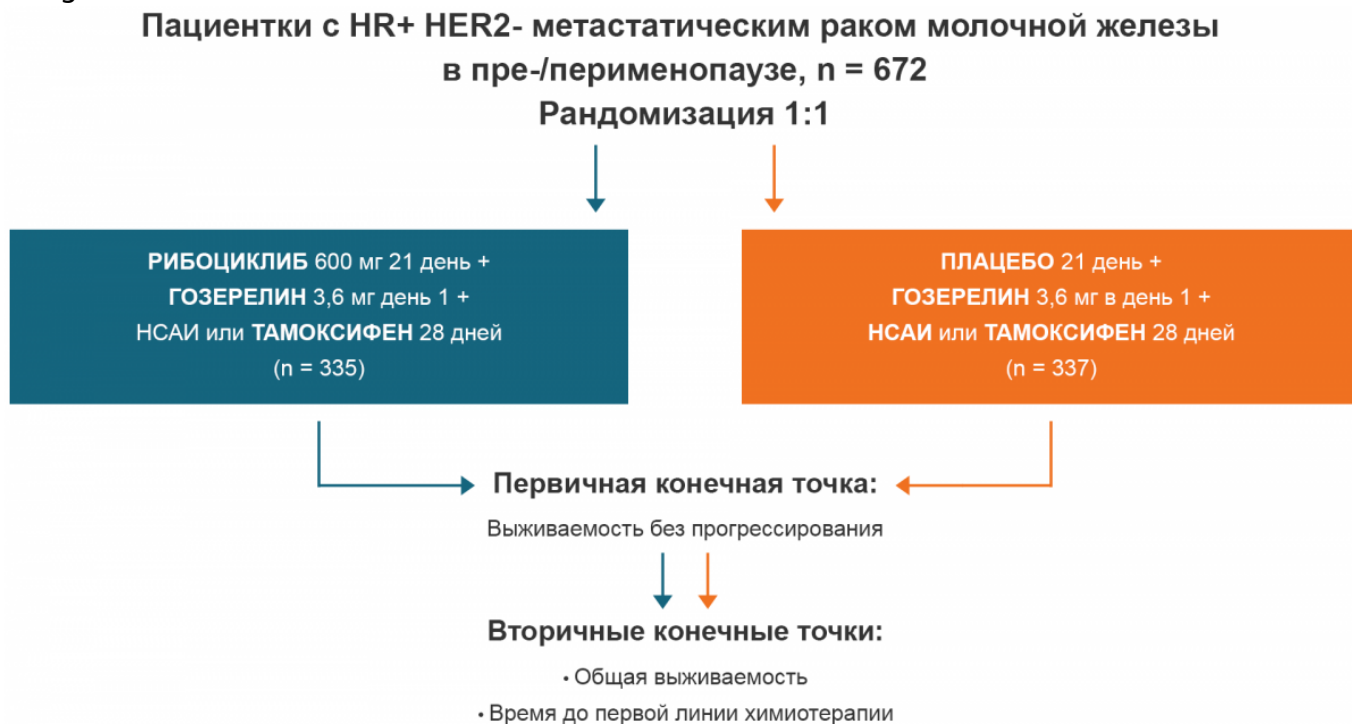 Пациентки с HR+ HER2- метастатическим раком молочной железы
в пре-/перименопаузе, n = 672
Рандомизация 1:1
РИБОЦИКЛИБ 600 мг 21 день +
ГОЗЕРЕЛИН 3,6 мг день 1 +
НСАИ или ТАМОКСИФЕН 28 дней
(n = 335)
ПЛАЦЕБО 21 день +
ГОЗЕРЕЛИН 3,6 мг в день 1 +
НСАИ или ТАМОКСИФЕН 28 дней
(n = 337)
Первичная конечная точка:
Выживаемость без прогрессирования
Вторичные конечные точки:
• Общая выживаемость
• Время до первой линии химиотерапии